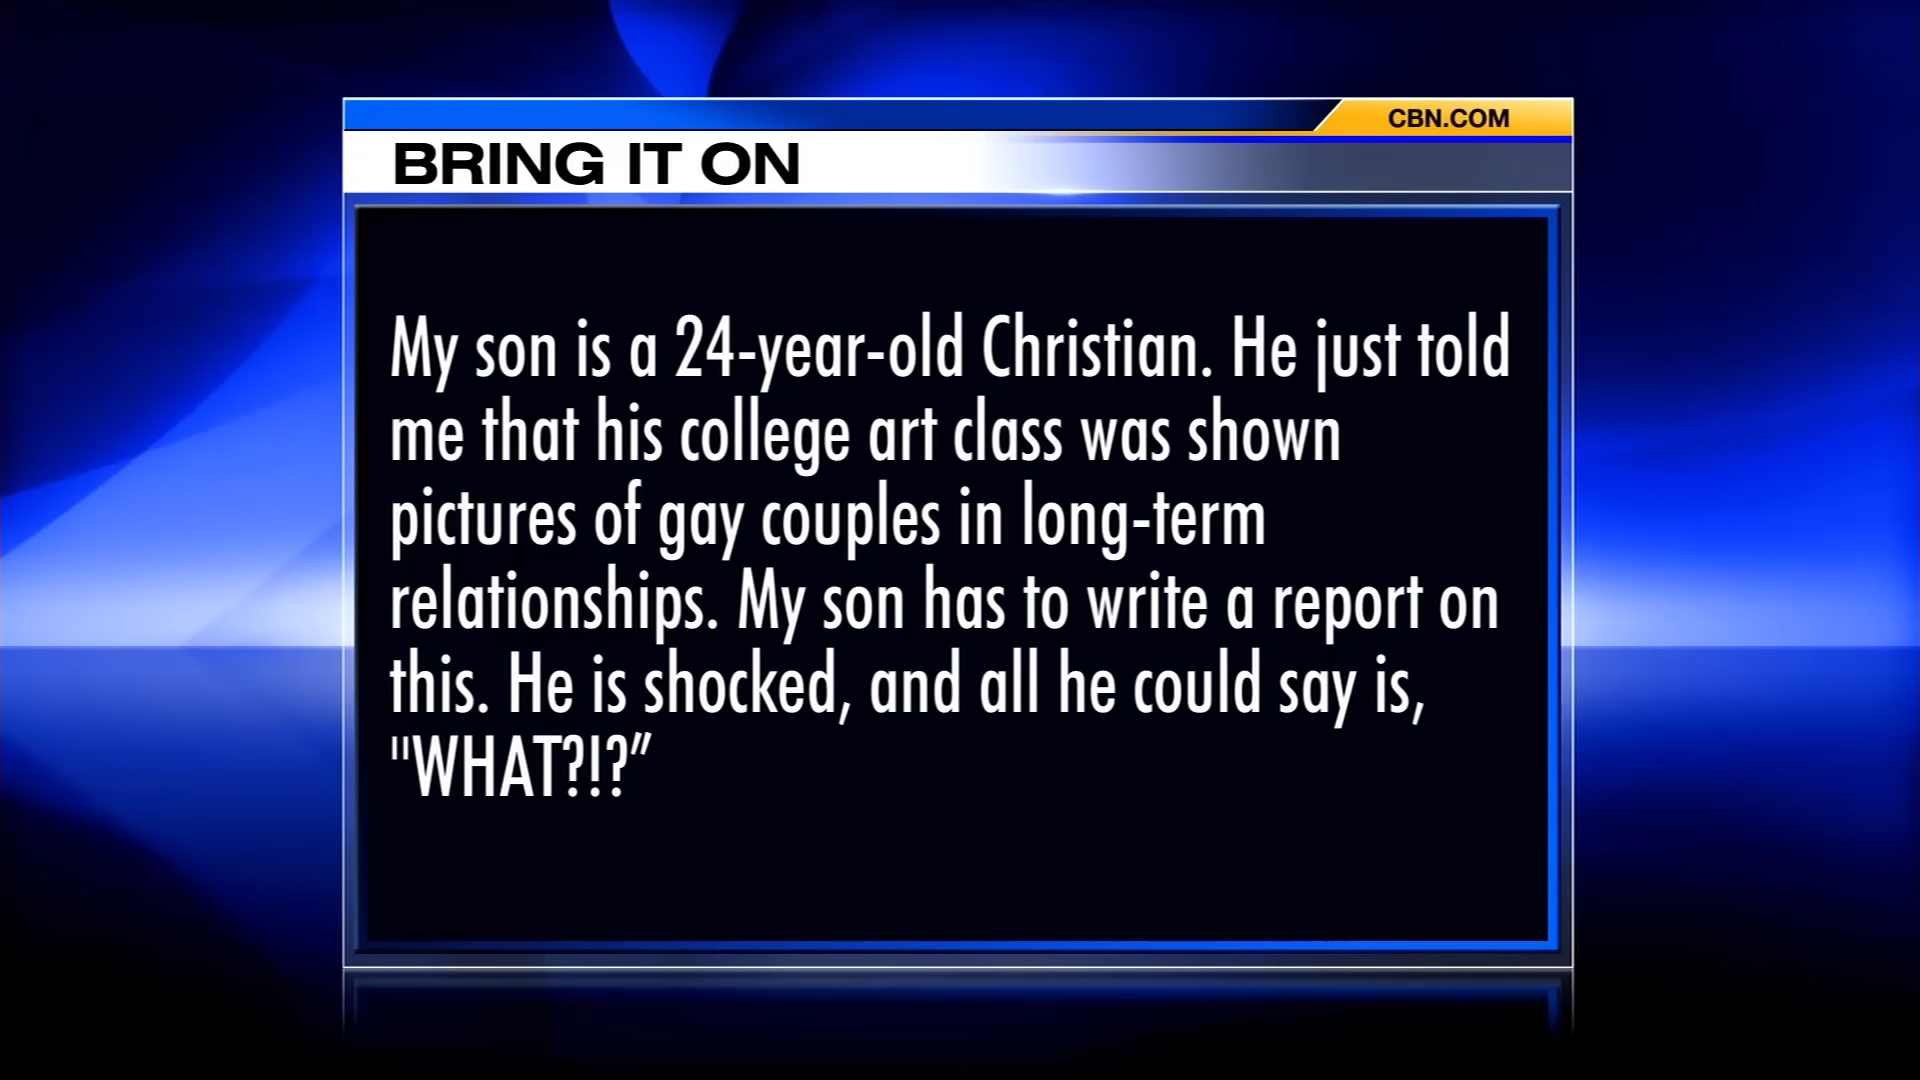 CBN.COM
BRING IT ON
My son is a 24-year-old Christian. He just told
me that his college art class was shown
pictures of gay couples in long-term
relationships. My son has to write a report on
this. He is shocked, and all he could say is,
"WHAT?!?”